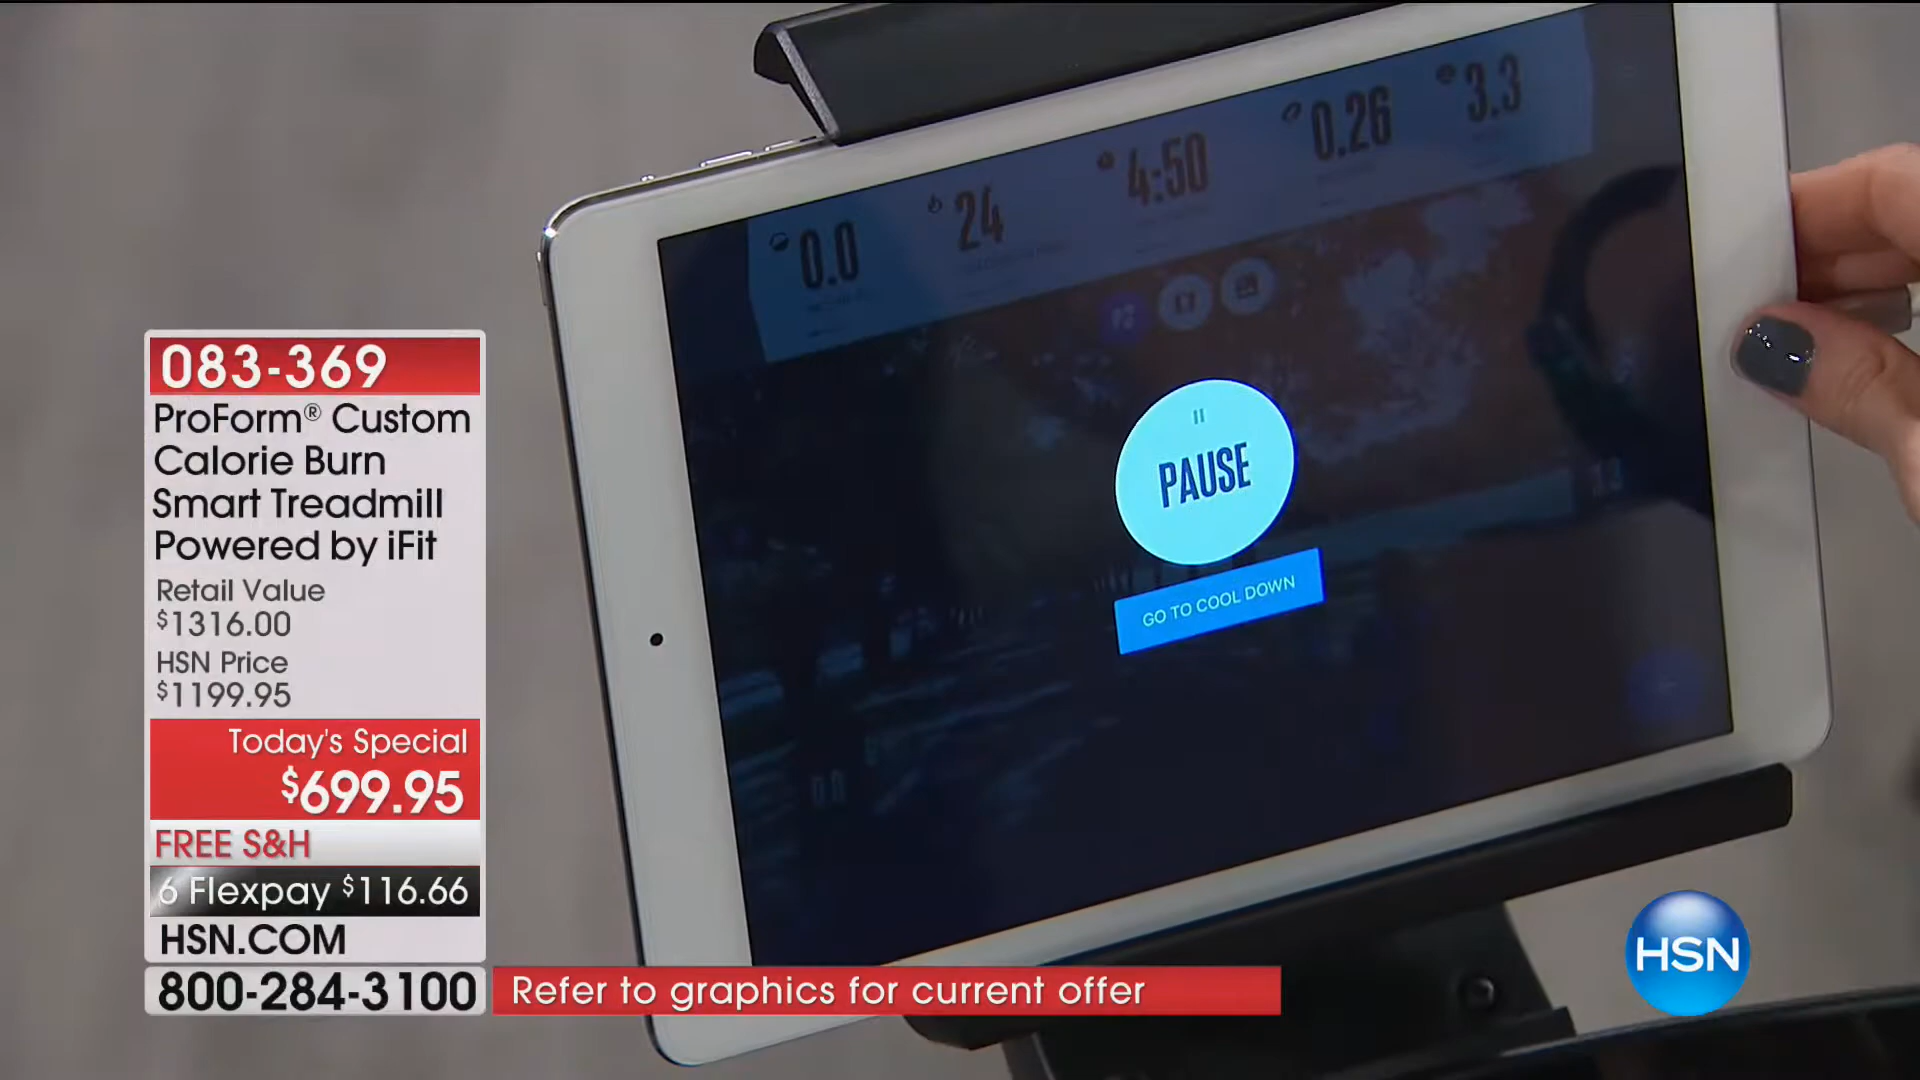 083-369
ProForm® Custom
Calorie Burn
Smart Treadmill
Powered by iFit
Retail Value
$1316.00
HSN Price
$1199.95
Today's Special
$699.95
FREE S&H
6 Flexpay $116.66
HSN.COM
800-284-3100
Refer to graphics for current offer
HSN
0.0
24
4:50
0.26
3.3
PAUSE
GO TO COOL DOWN